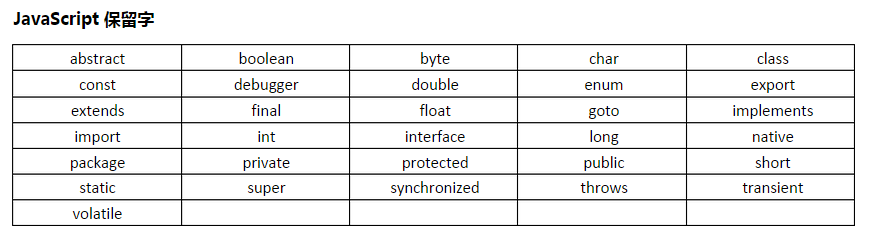 JavaScript 保留字
abstract boolean byte char class
const debugger double enum export
extends final float goto implements
import int interface long native
package private protected public short
static super synchronized throws transient
volatile